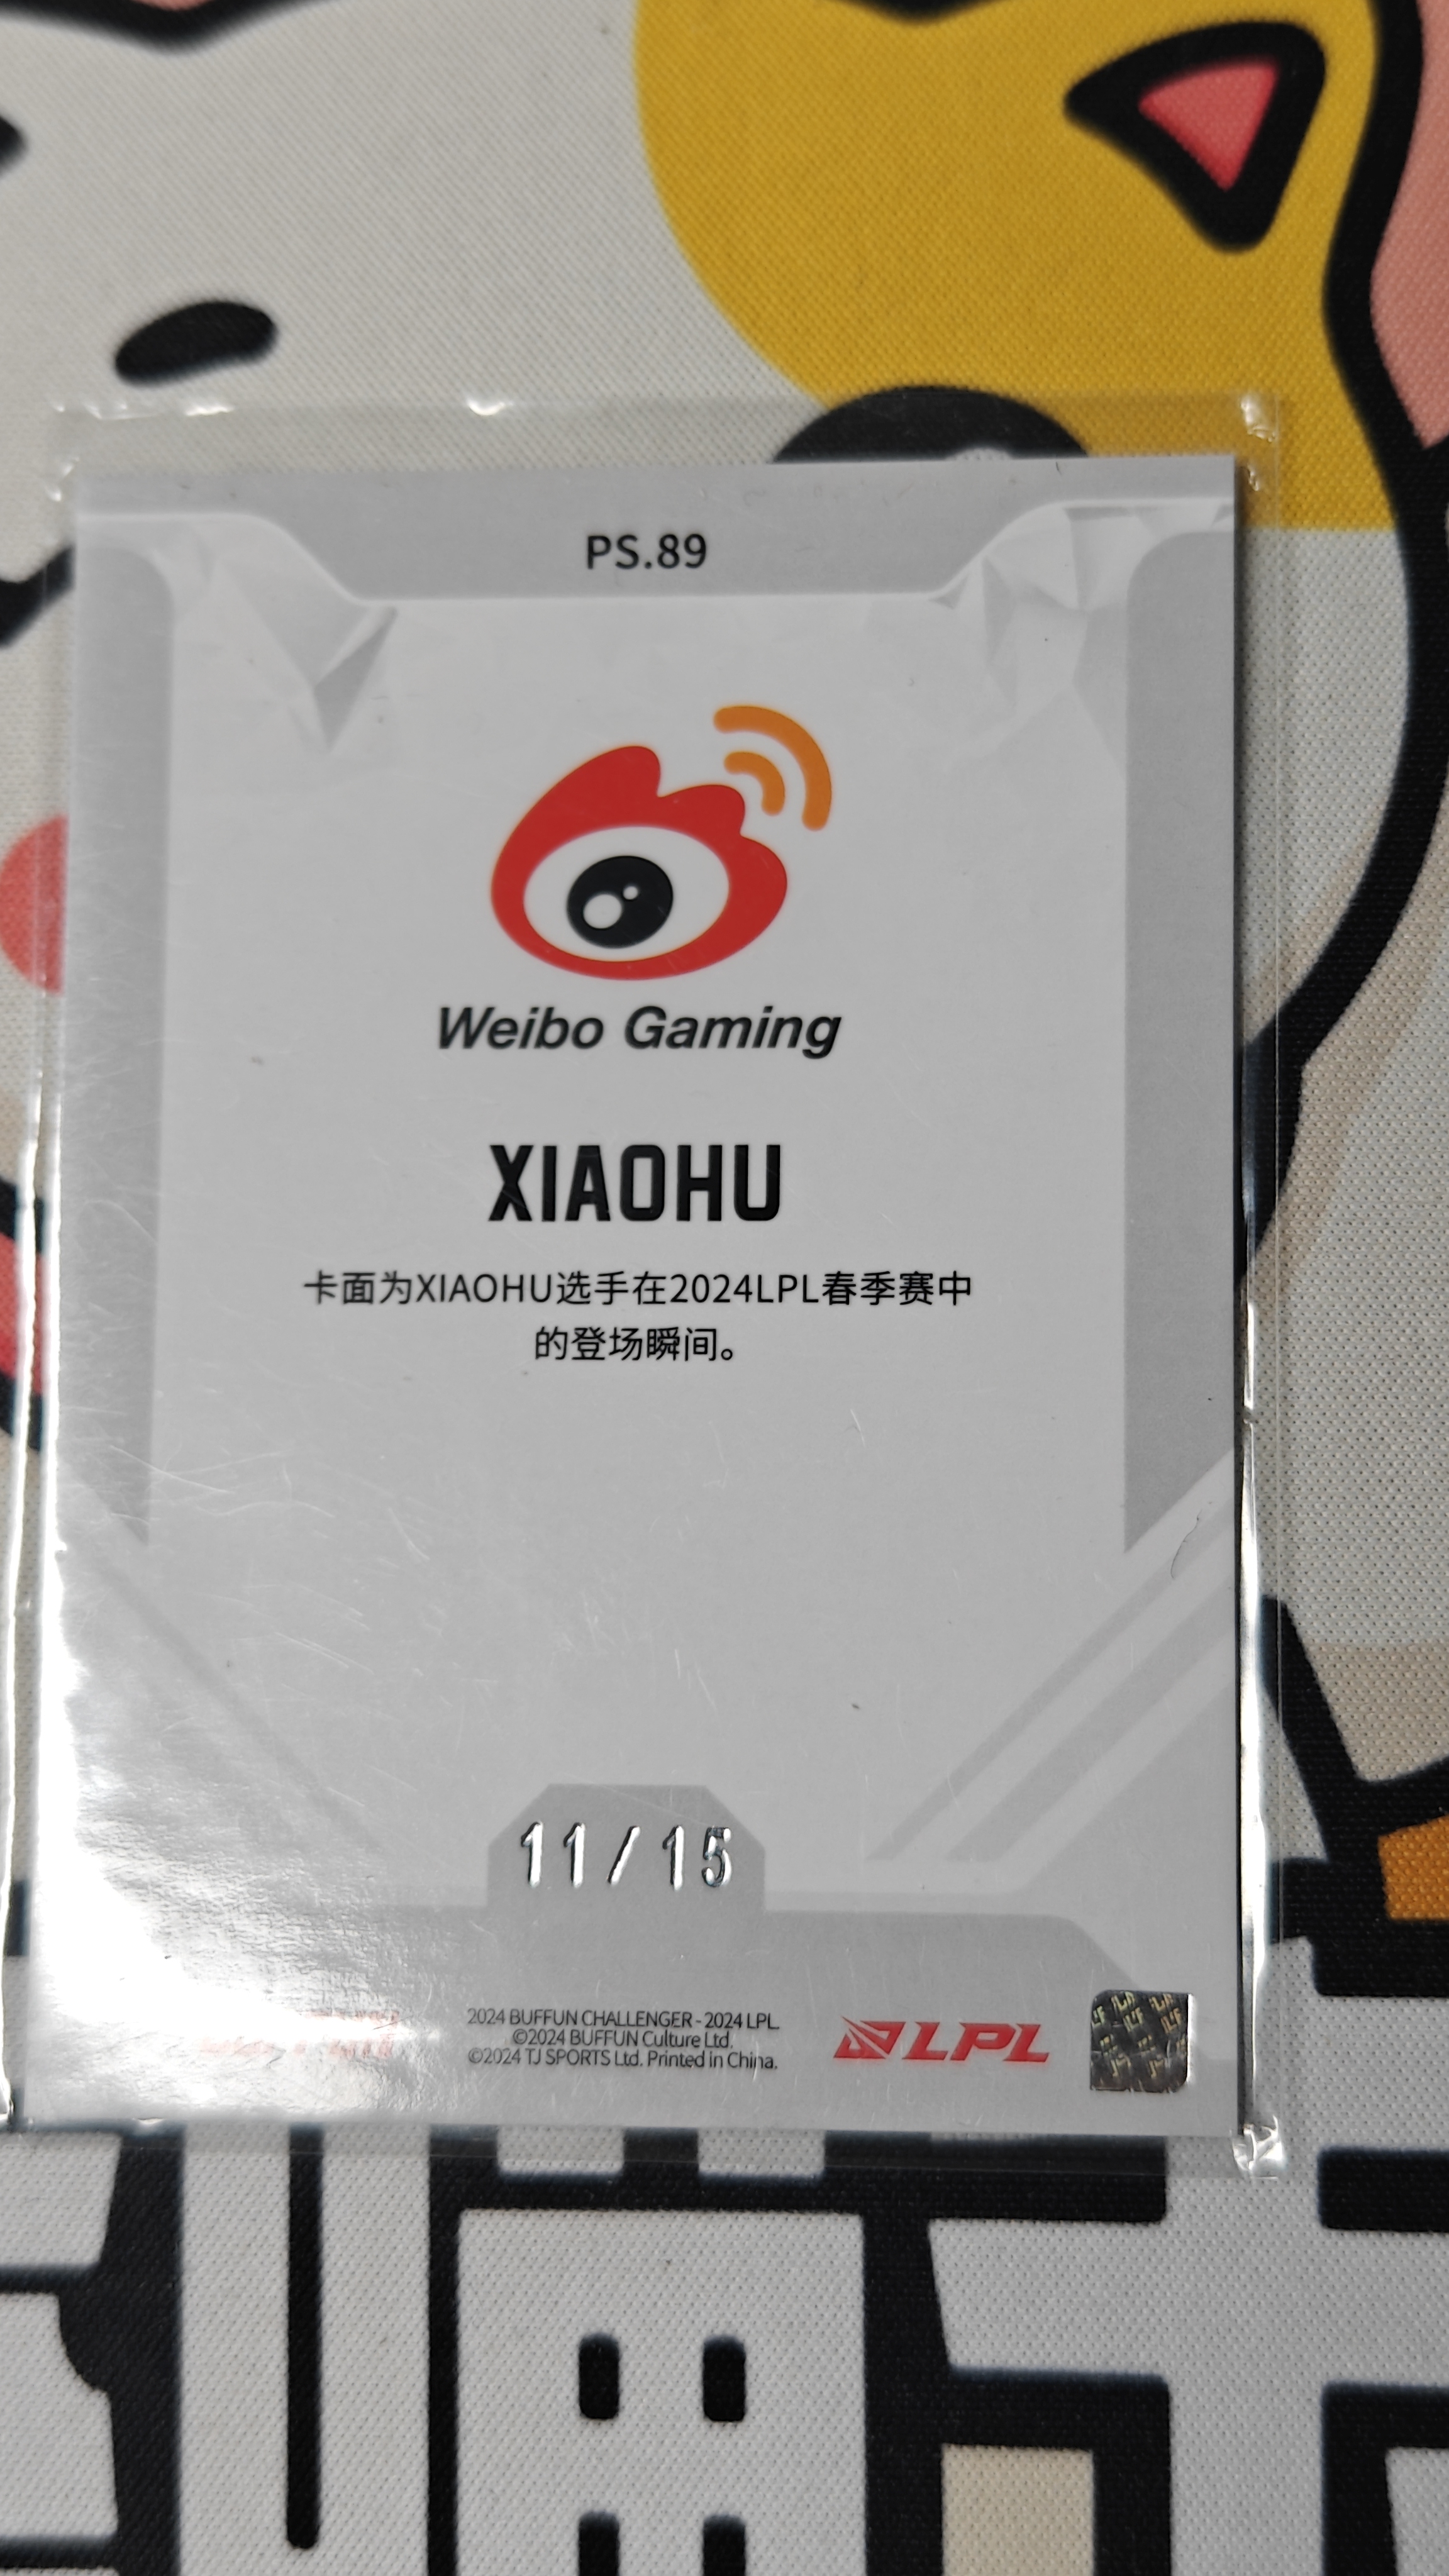 PS.89
Weibo Gaming
XIAOHU
卡面为XIAOHU选手在2024LPL春季赛中
的登场瞬间。
11/15
2024 BUFFUN CHALLENGER - 2024 LPL.
©2024 BUFFUN Culture Ltd.
©2024 TJ SPORTS Ltd. Printed in China.
LPL